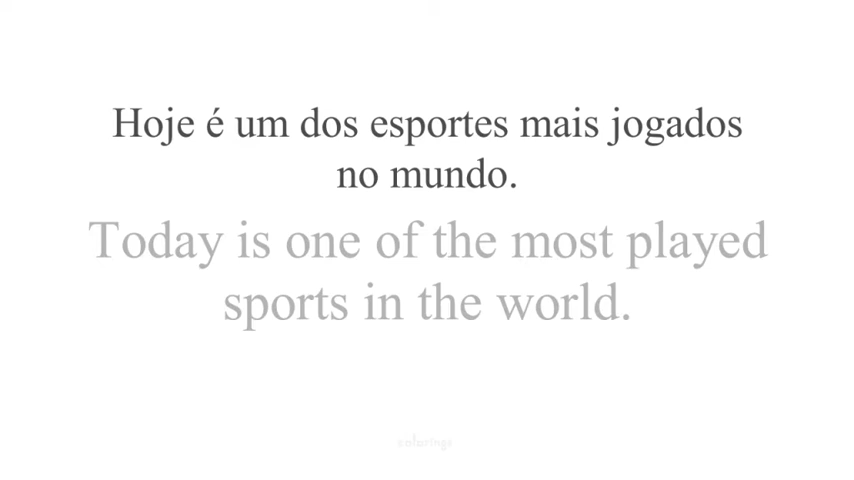 Hoje é um dos esportes mais jogados
no mundo.
Today is one of the most played
sports in the world.